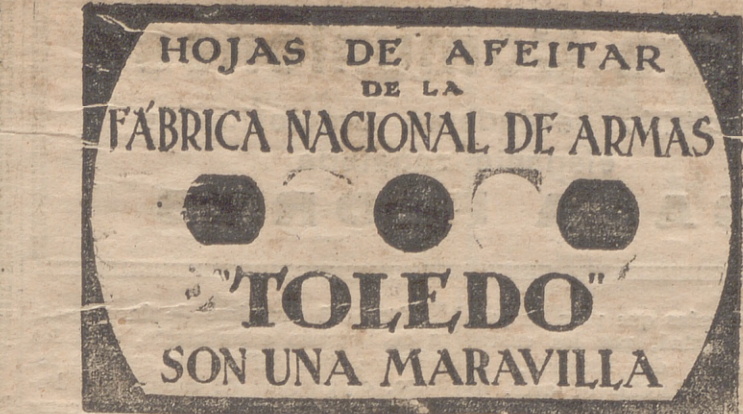 HOJAS DE AFEITAR
DE LA
FÁBRICA NACIONAL DE ARMAS
"TOLEDO"
SON UNA MARAVILLA